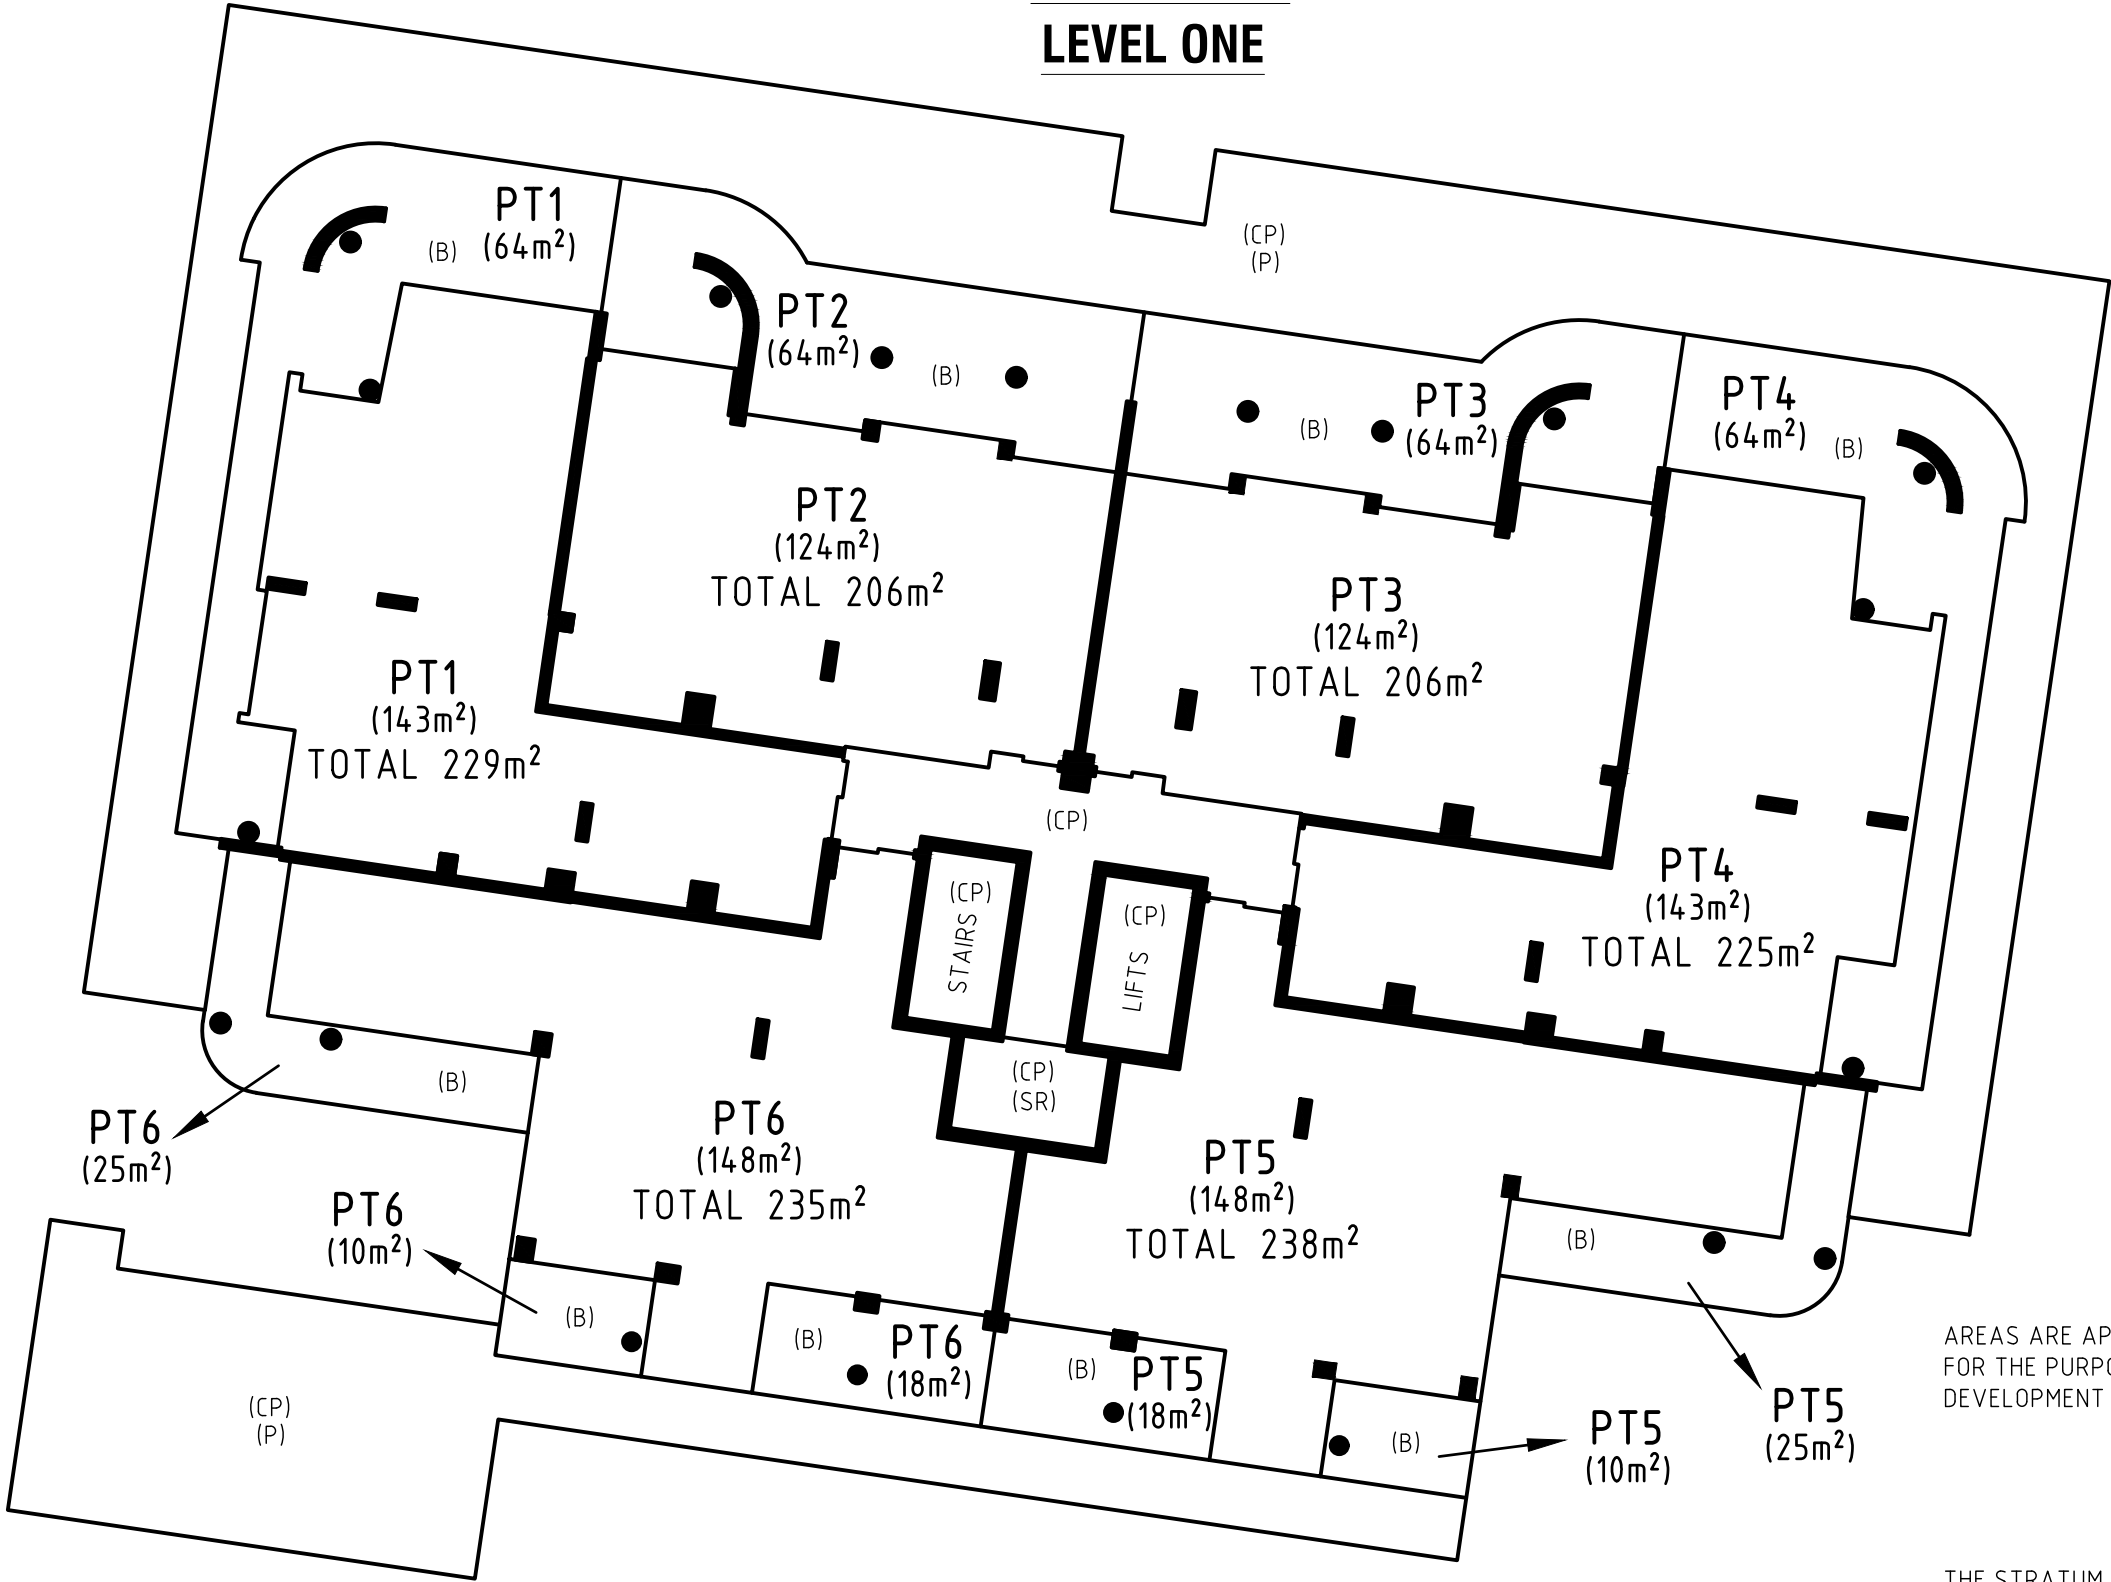 LEVEL ONE
PT1
(64m²)
(B)
(CP)
(P)
PT2
(64m²)
(B)
PT3
(64m²)
(B)
PT4
(64m²)
(B)
PT2
(124m²)
TOTAL 206m²
PT3
(124m²)
TOTAL 206m²
PT1
(143m²)
TOTAL 229m²
(CP)
PT4
(143m²)
TOTAL 225m²
(CP)
STAIRS
(CP)
LIFTS
(CP)
(SR)
(B)
PT6
(25m²)
PT6
(148m²)
TOTAL 235m²
PT5
(148m²)
TOTAL 238m²
PT6
(10m²)
(B)
(B)
PT6
(18m²)
(B)
PT5
(18m²)
(B)
PT5
(25m²)
(B)
PT5
(10m²)
(CP)
(P)
AREAS ARE AP
FOR THE PURPO
DEVELOPMENT
THE STRATUM